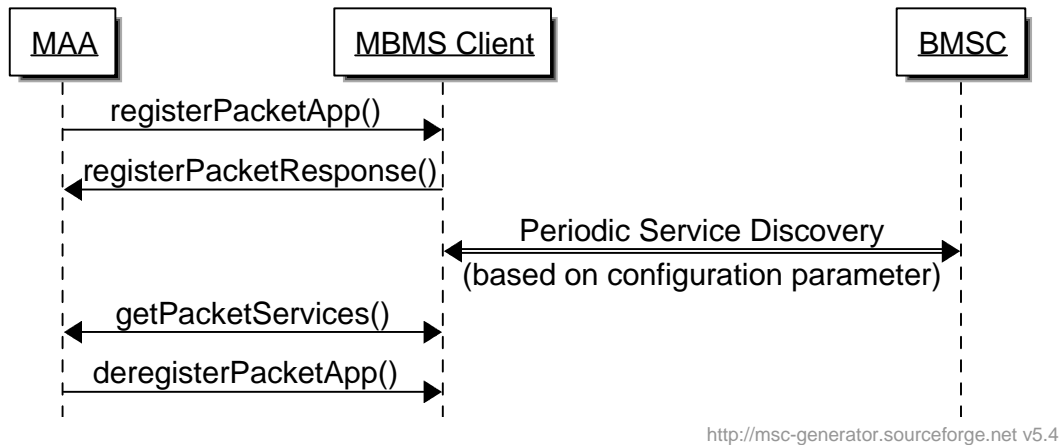 MAA
MBMS Client
BMSC
registerPacketApp()
registerPacketResponse()
Periodic Service Discovery
(based on configuration parameter)
getPacketServices()
deregisterPacketApp()
http://msc-generator.sourceforge.net v5.4